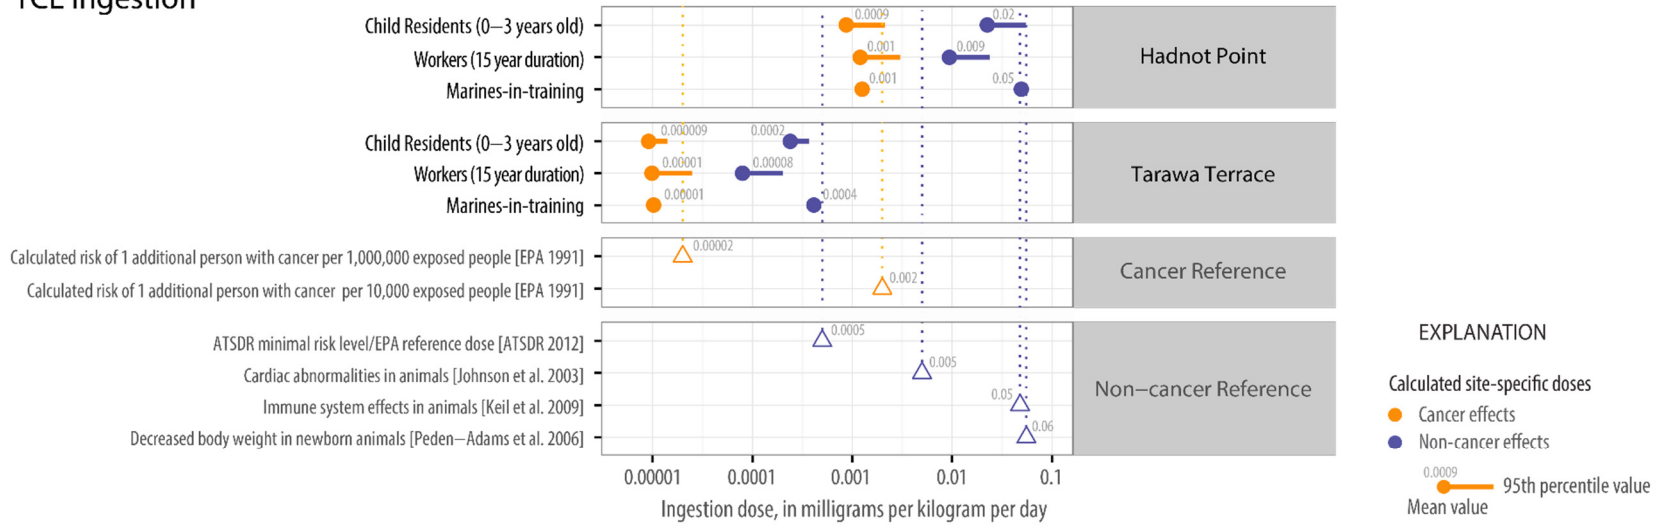 TCE Ingestion
Child Residents (0–3 years old)
0.0009
0.02
Workers (15 year duration)
0.001
0.009
Marines-in-training
0.001
0.05
Hadnot Point
Child Residents (0–3 years old)
0.000009
0.0002
Workers (15 year duration)
0.00001
0.00008
Marines-in-training
0.00001
0.0004
Tarawa Terrace
Calculated risk of 1 additional person with cancer per 1,000,000 exposed people [EPA 1991]
0.00002
Calculated risk of 1 additional person with cancer per 10,000 exposed people [EPA 1991]
0.002
Cancer Reference
ATSDR minimal risk level/EPA reference dose [ATSDR 2012]
0.0005
Cardiac abnormalities in animals [Johnson et al. 2003]
0.005
Immune system effects in animals [Keil et al. 2009]
0.05
Decreased body weight in newborn animals [Peden–Adams et al. 2006]
0.06
Non–cancer Reference
0.00001 0.0001 0.001 0.01 0.1
Ingestion dose, in milligrams per kilogram per day
EXPLANATION
Calculated site-specific doses
Cancer effects
Non-cancer effects
0.0009
95th percentile value
Mean value